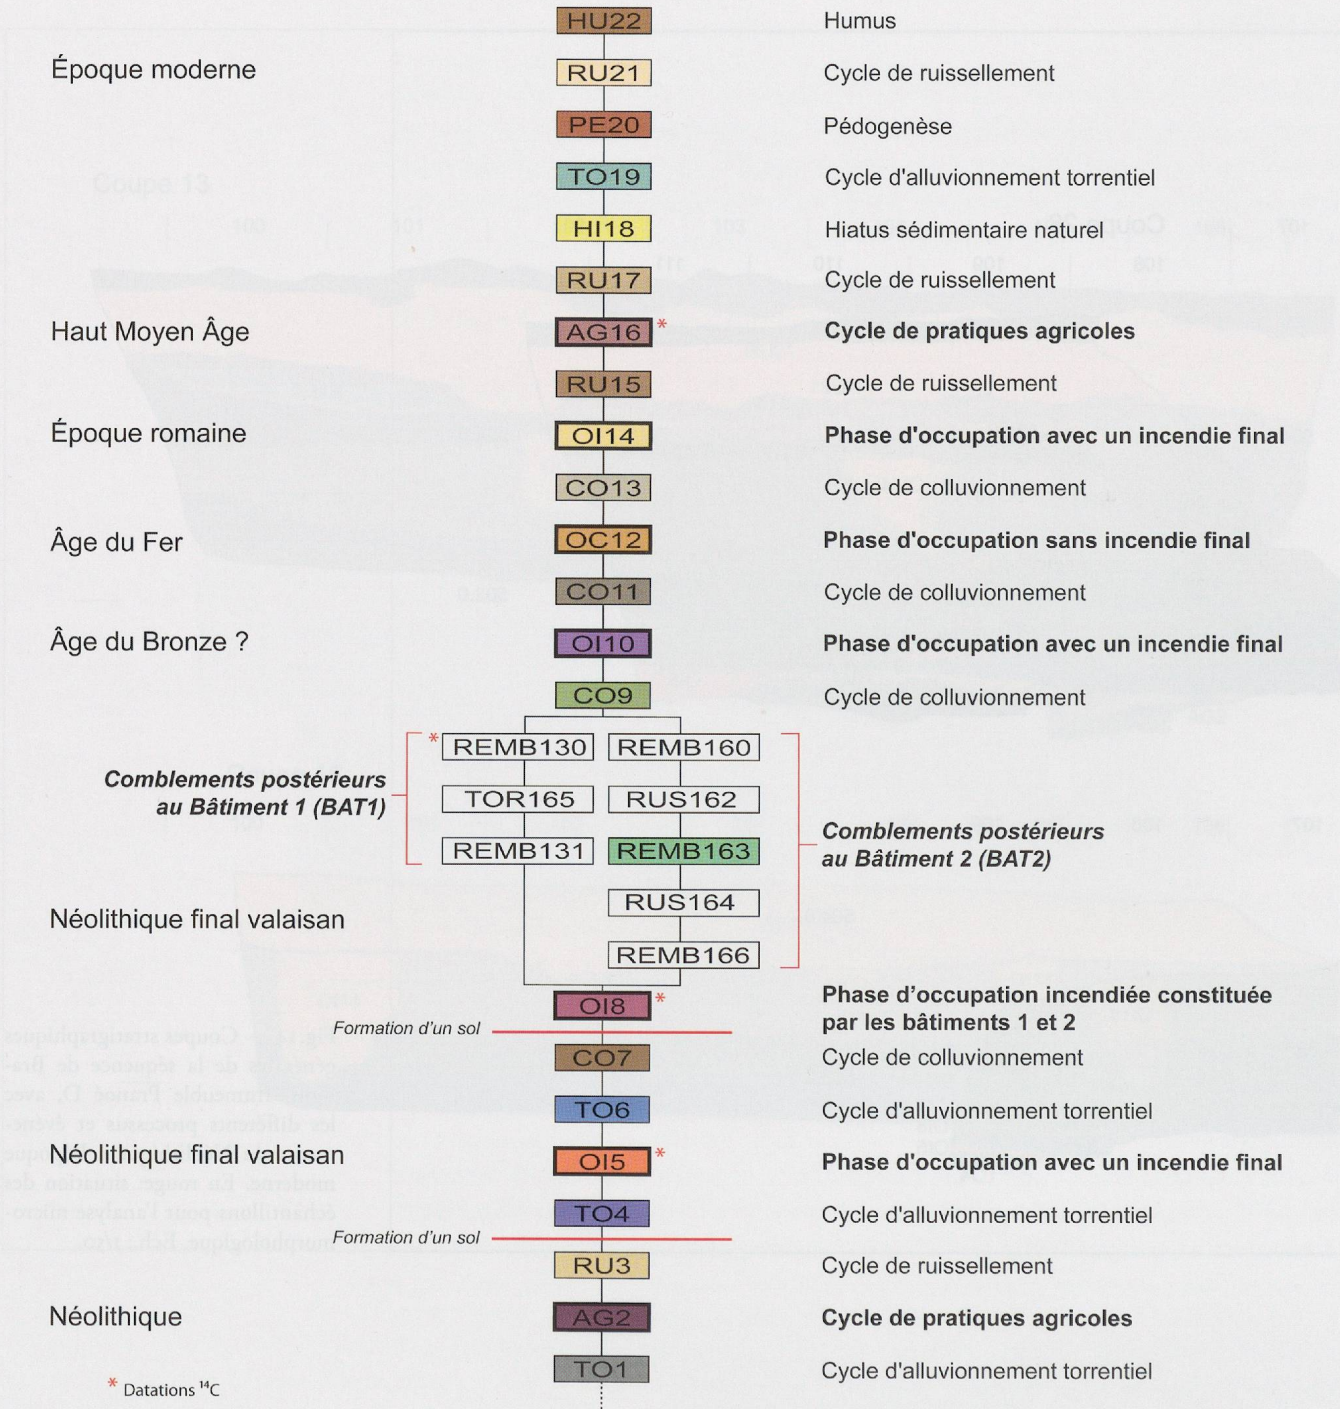 HU22 Humus
Époque moderne
RU21 Cycle de ruissellement
PE20 Pédogenèse
TO19 Cycle d'alluvionnement torrentiel
HI18 Hiatus sédimentaire naturel
RU17 Cycle de ruissellement
Haut Moyen Âge AG16 * Cycle de pratiques agricoles
RU15 Cycle de ruissellement
Époque romaine OI14 Phase d'occupation avec un incendie final
CO13 Cycle de colluvionnement
Âge du Fer OC12 Phase d'occupation sans incendie final
CO11 Cycle de colluvionnement
Âge du Bronze ? OI10 Phase d'occupation avec un incendie final
CO9 Cycle de colluvionnement
* REMB130 REMB160
Comblements postérieurs
au Bâtiment 1 (BAT1)
TOR165 RUS162
REMB131 REMB163
Comblements postérieurs
au Bâtiment 2 (BAT2)
RUS164
Néolithique final valaisan
REMB166
OI8 * Phase d’occupation incendiée constituée
par les bâtiments 1 et 2
Formation d'un sol
CO7 Cycle de colluvionnement
TO6 Cycle d'alluvionnement torrentiel
Néolithique final valaisan OI5 * Phase d'occupation avec un incendie final
TO4 Cycle d'alluvionnement torrentiel
Formation d'un sol
RU3 Cycle de ruissellement
Néolithique AG2 Cycle de pratiques agricoles
TO1 Cycle d'alluvionnement torrentiel
* Datations ¹⁴C